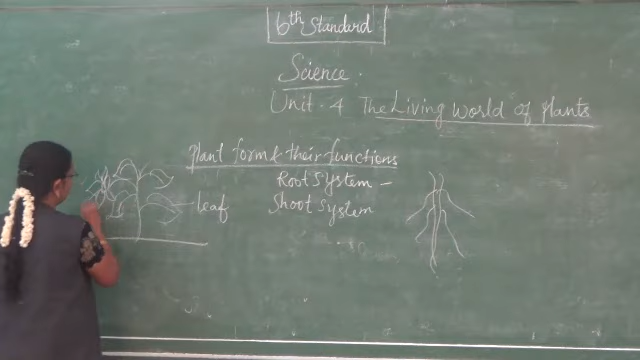 6th Standard
Science.
Unit. 4 The Living World of Plants
Plant form & their functions
Root System -
Shoot System
leaf